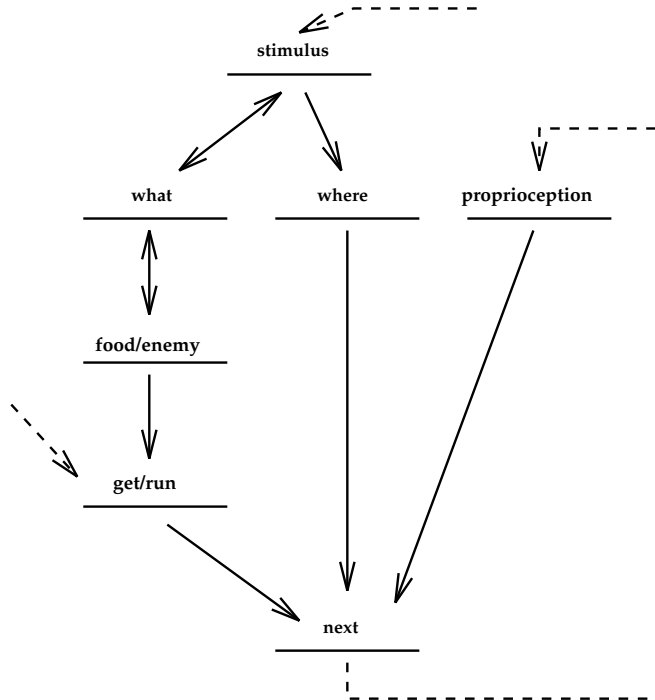 stimulus
what
where
proprioception
food/enemy
get/run
next